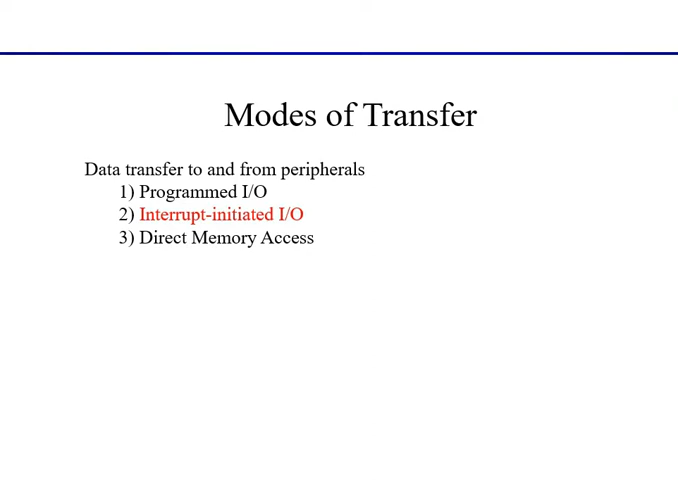 Modes of Transfer
Data transfer to and from peripherals
1) Programmed I/O
2) Interrupt-initiated I/O
3) Direct Memory Access